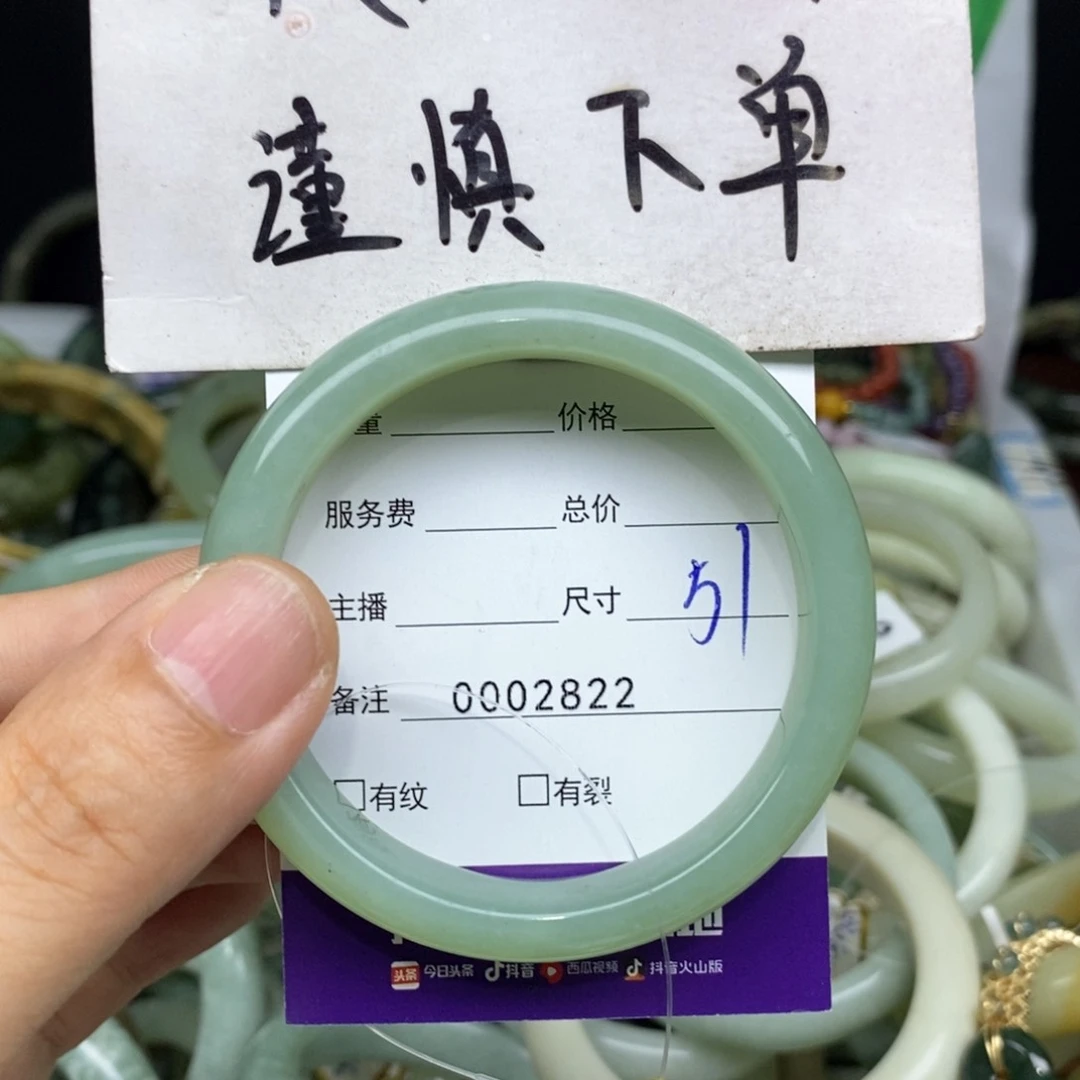 谨慎下单
重 价格
服务费 总价
主播 尺寸 51
备注 0002822
□有纹 □有裂
头条 今日头条 抖音 西瓜视频 抖音火山版